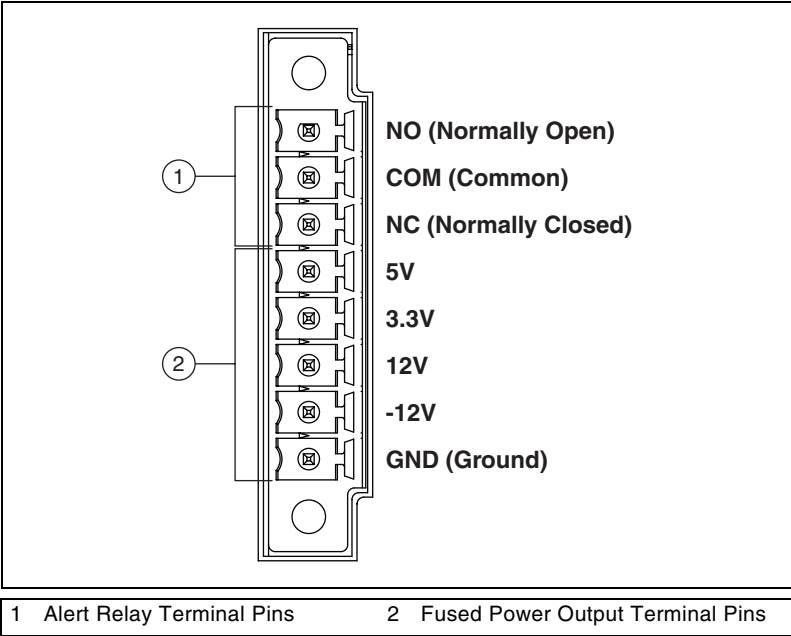 NO (Normally Open)
1
COM (Common)
NC (Normally Closed)
5V
3.3V
2
12V
-12V
GND (Ground)
1 Alert Relay Terminal Pins 2 Fused Power Output Terminal Pins